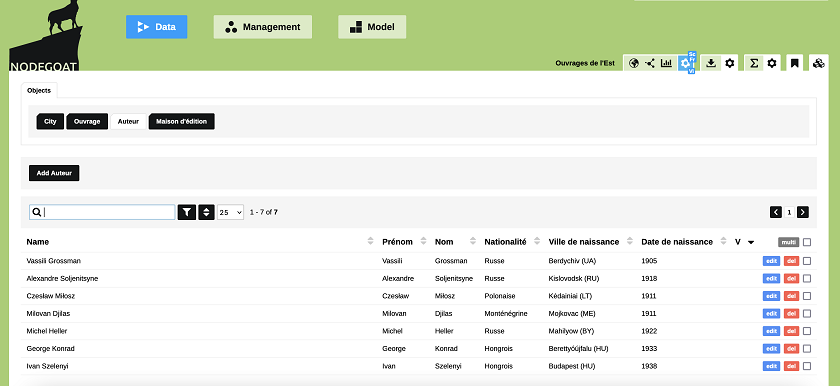 NODEGOAT
Data
Management
Model
Ouvrages de l'Est
Objects
City Ouvrage Auteur Maison d'édition
Add Auteur
25 1 - 7 of 7 1
Name Prénom Nom Nationalité Ville de naissance Date de naissance V multi
Vassili Grossman Vassili Grossman Russe Berdychiv (UA) 1905 edit del
Alexandre Soljenitsyne Alexandre Soljenitsyne Russe Kislovodsk (RU) 1918 edit del
Czesław Miłosz Czesław Miłosz Polonaise Kėdainiai (LT) 1911 edit del
Milovan Djilas Milovan Djilas Monténégrine Mojkovac (ME) 1911 edit del
Michel Heller Michel Heller Russe Mahilyow (BY) 1922 edit del
George Konrad George Konrad Hongrois Berettyóújfalu (HU) 1933 edit del
Ivan Szelenyi Ivan Szelenyi Hongrois Budapest (HU) 1938 edit del